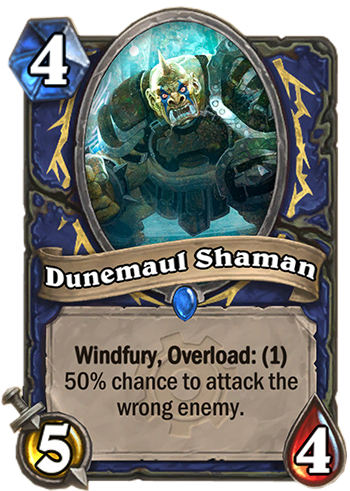 4
Dunemaul Shaman
Windfury, Overload: (1)
50% chance to attack the
wrong enemy.
5
4